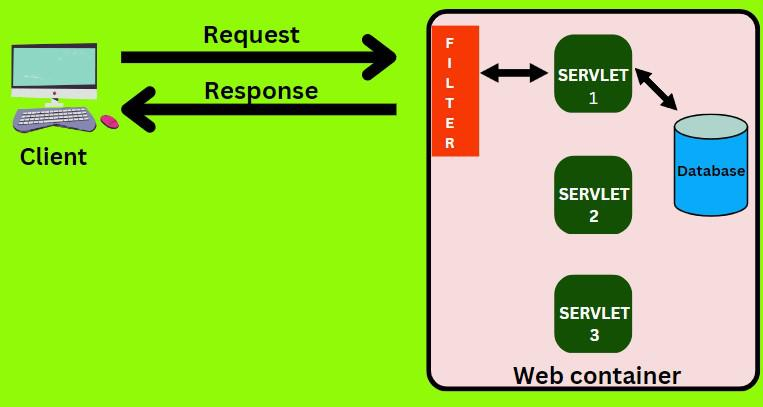 Request
Response
Client
F
I
L
T
E
R
SERVLET
1
SERVLET
2
SERVLET
3
Database
Web container